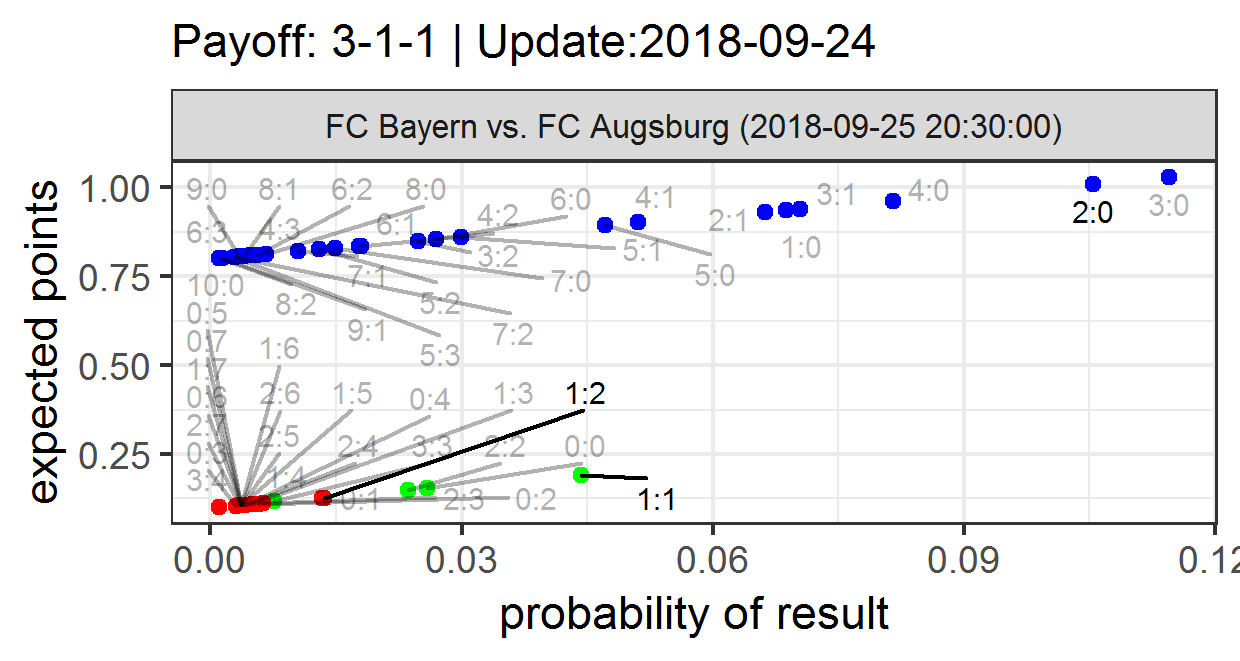 Payoff: 3-1-1 | Update:2018-09-24
FC Bayern vs. FC Augsburg (2018-09-25 20:30:00)
expected points
1.00
0.75
0.50
0.25
9:0 8:1 6:2 8:0 6:0 4:1 3:1 4:0
6:3 4:3 6:1 4:2 2:1 2:0 3:0
3:2 5:1 1:0
10:0 7:1 7:0 5:0
0:5 8:2 5:2
9:1 7:2
0:7 1:6 5:3
1:7
0:6 2:6 1:5 0:4 1:3 1:2
2:7 2:5
0:3 2:4 3:3 2:2 0:0
3:4 1:4
0:1 2:3 0:2 1:1
0.00 0.03 0.06 0.09 0.12
probability of result